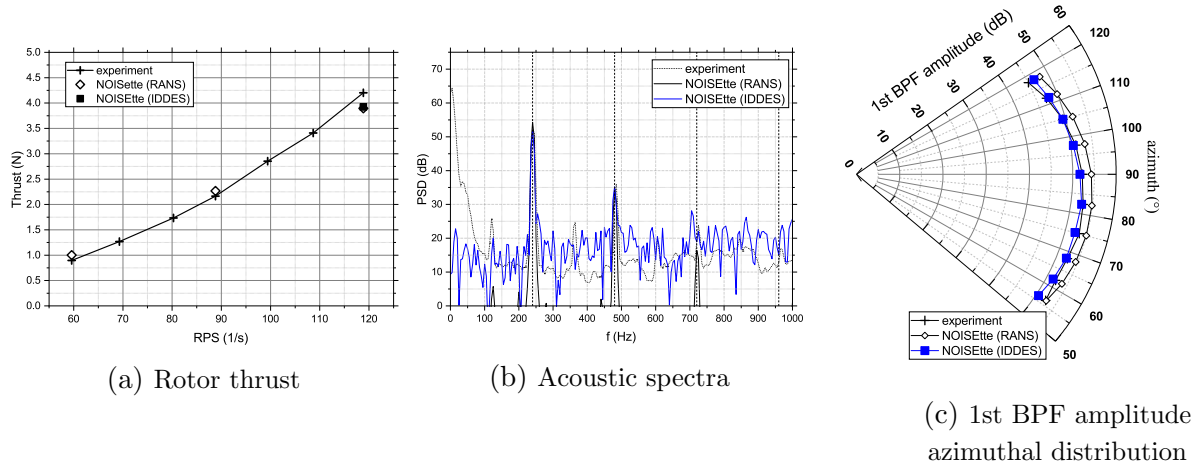 5.0
4.5
4.0
3.5
3.0
2.5
2.0
1.5
1.0
0.5
0.0
Thrust (N)
experiment
NOISEtte (RANS)
NOISEtte (IDDES)
60 70 80 90 100 110 120
RPS (1/s)
(a) Rotor thrust
70
60
50
40
30
20
10
0
PSD (dB)
experiment
NOISEtte (RANS)
NOISEtte (IDDES)
0 100 200 300 400 500 600 700 800 900 1000
f (Hz)
(b) Acoustic spectra
1st BPF amplitude (dB)
0
10
20
30
40
50
60
120
110
100
90
80
70
60
50
azimuth (°)
experiment
NOISEtte (RANS)
NOISEtte (IDDES)
(c) 1st BPF amplitude
azimuthal distribution